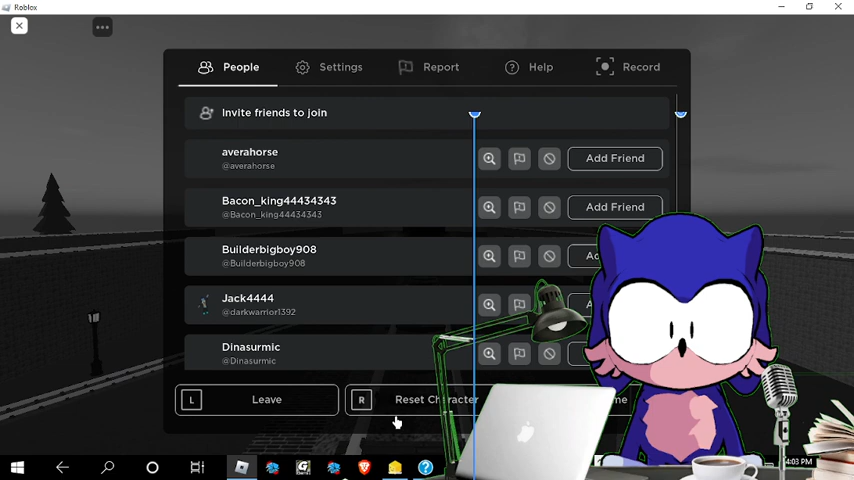 Roblox
People
Settings
Report
Help
Record
Invite friends to join
averahorse
@averahorse
Add Friend
Bacon_king44434343
@Bacon_king44434343
Add Friend
Builderbigboy908
@Builderbigboy908
Jack4444
@darkwarrior1392
Dinasurmic
@Dinasurmic
L
Leave
R
Reset Character
4:03 PM